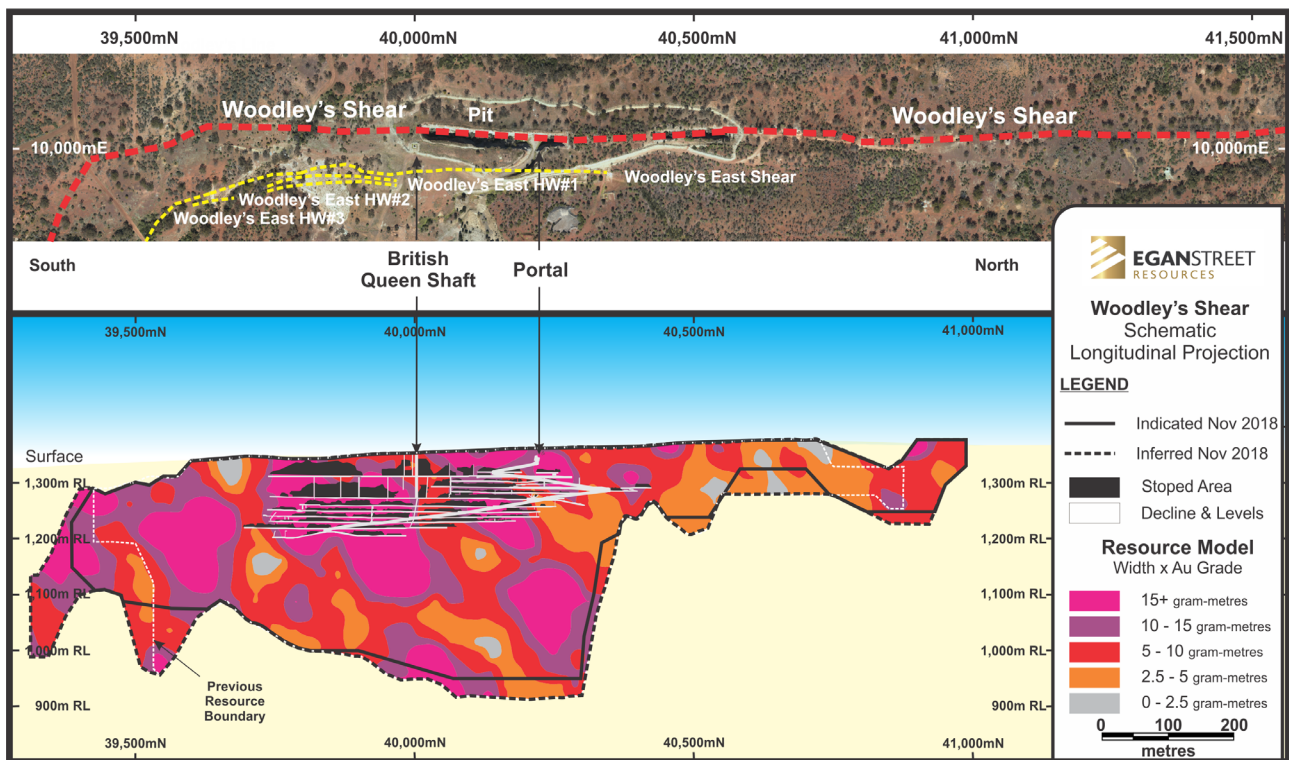 39,500mN 40,000mN 40,500mN 41,000mN 41,500mN
Woodley's Shear
Pit
Woodley's Shear
10,000mE
10,000mE
Woodley's East HW#1
Woodley's East Shear
Woodley's East HW#2
Woodley's East HW#3
South
British
Queen Shaft
Portal
North
39,500mN 40,000mN 40,500mN 41,000mN
Surface
1,300m RL
1,300m RL
1,200m RL
1,200m RL
1,100m RL
1,100m RL
1,000m RL
1,000m RL
900m RL
900m RL
Previous
Resource
Boundary
39,500mN 40,000mN 40,500mN 41,000mN
EGANSTREET
RESOURCES
Woodley's Shear
Schematic
Longitudinal Projection
LEGEND
Indicated Nov 2018
Inferred Nov 2018
Stoped Area
Decline & Levels
Resource Model
Width x Au Grade
15+ gram-metres
10 - 15 gram-metres
5 - 10 gram-metres
2.5 - 5 gram-metres
0 - 2.5 gram-metres
0 100 200
metres